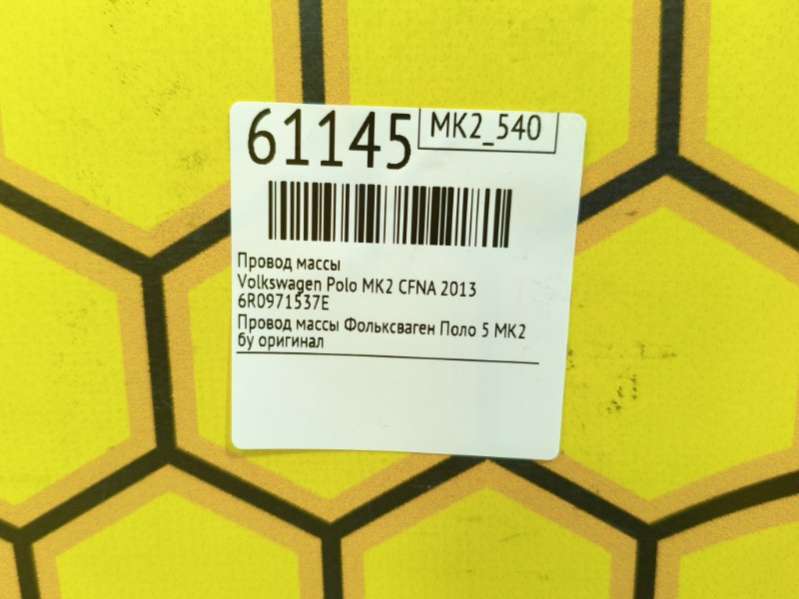 61145
MK2_540
Провод массы
Volkswagen Polo MK2 CFNA 2013
6R0971537E
Провод массы Фольксваген Поло 5 МК2
бу оригинал